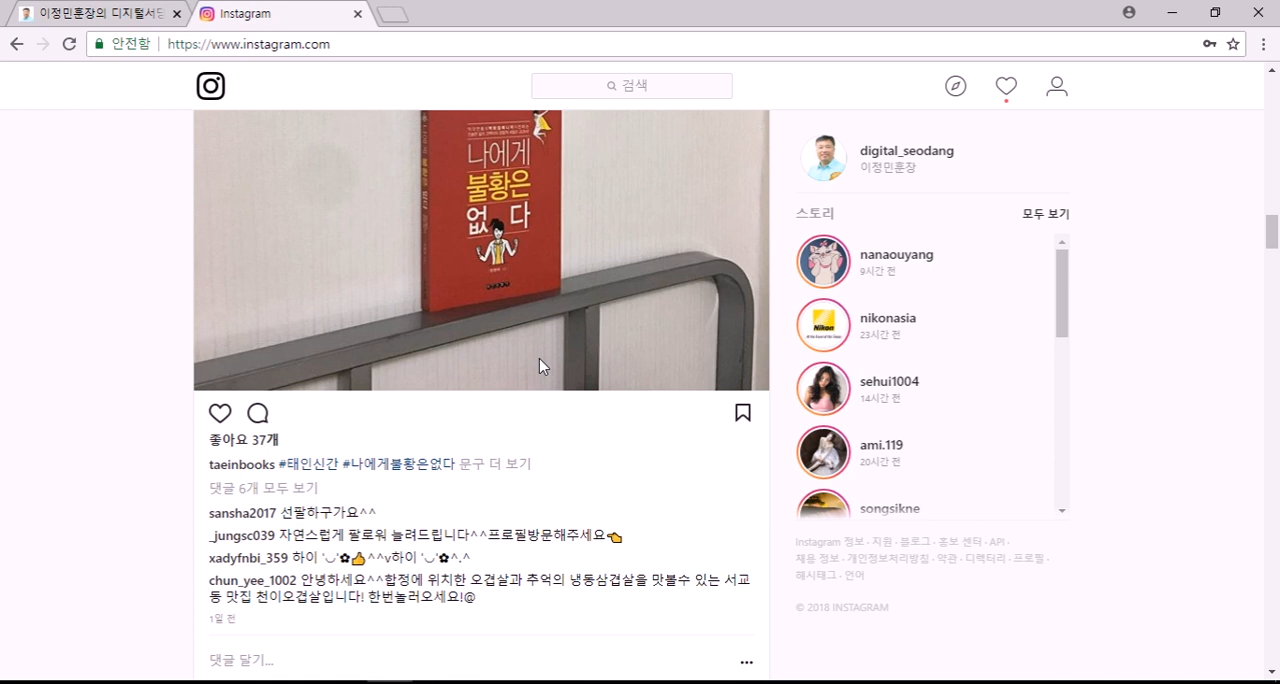 이정민훈장의 디지털서당
Instagram
안전함
https://www.instagram.com
검색
나에게
불황은
없다
digital_seodang
이정민훈장
스토리
모두 보기
nanaouyang
9시간 전
Nikon
nikonasia
23시간 전
sehui1004
14시간 전
ami.119
20시간 전
songsikne
좋아요 37개
taeinbooks #태인신간 #나에게불황은없다 문구 더 보기
댓글 6개 모두 보기
sansha2017 선팔하구가요^^
_jungsc039 자연스럽게 팔로워 늘려드립니다^^프로필방문해주세요👈
xadyfnbi_359 하이 '◡'✿👍^^v하이 '◡'✿^.^
chun_yee_1002 안녕하세요^^합정에 위치한 오겹살과 추억의 냉동삼겹살을 맛볼수 있는 서교
동 맛집 천이오겹살입니다! 한번놀러오세요!@
1일 전
댓글 달기...
Instagram 정보 · 지원 · 블로그 · 홍보 센터 · API ·
채용 정보 · 개인정보처리방침 · 약관 · 디렉터리 · 프로필 ·
해시태그 · 언어
© 2018 INSTAGRAM